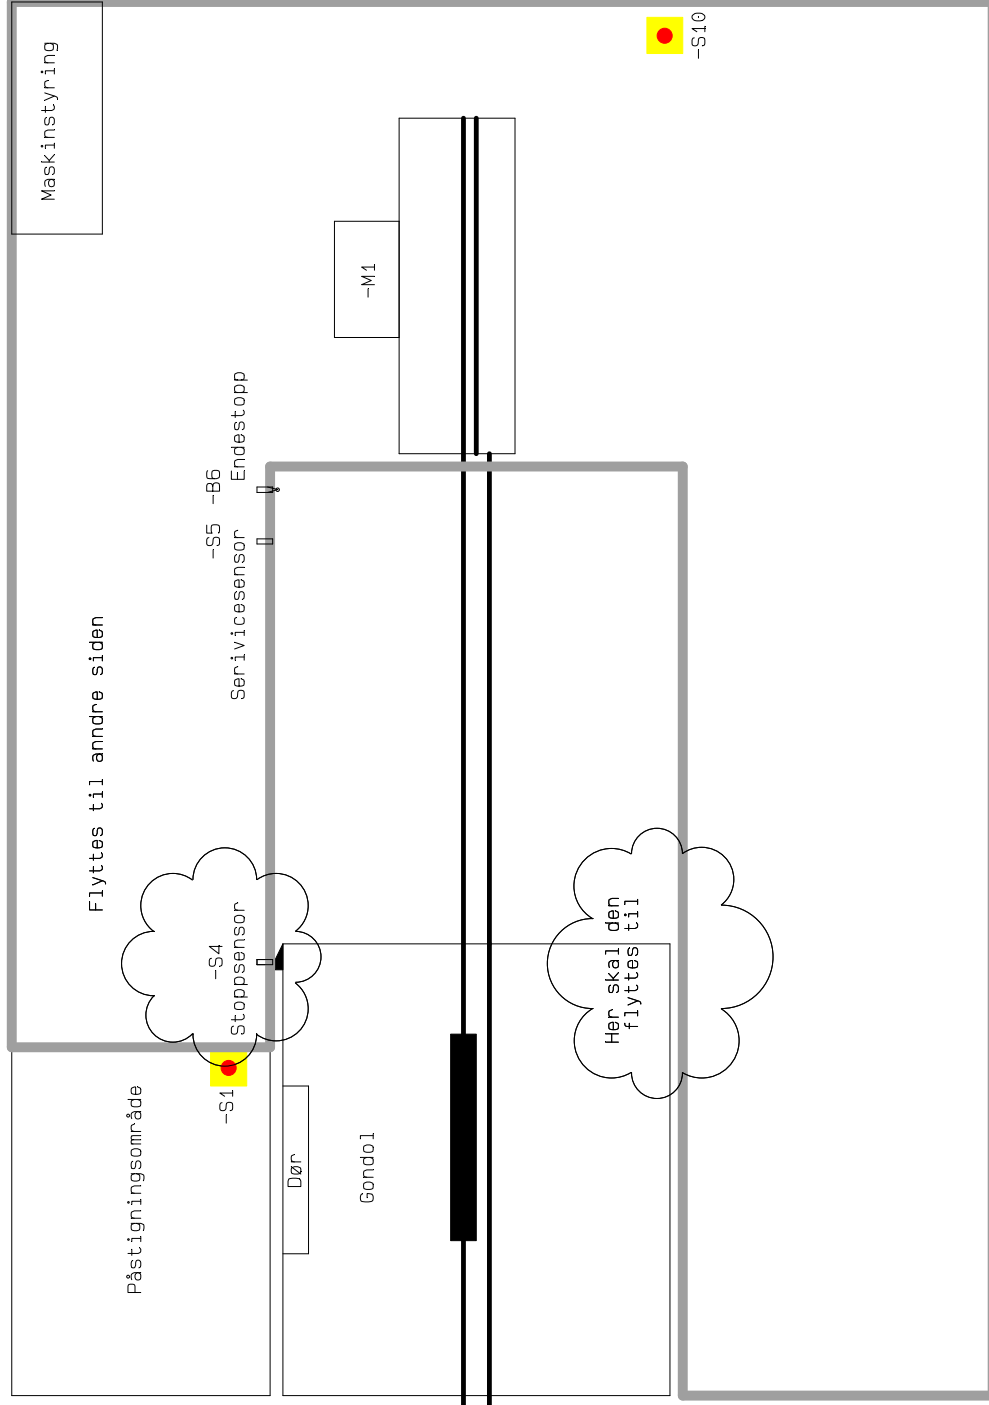 Maskinstyring
-S10
-M1
Endestopp
-B6
-S5
Serivicesensor
Flyttes til anndre siden
-S4
Stoppsensor
Her skal den
flyttes til
-S1
Påstigningsområde
Dør
Gondol